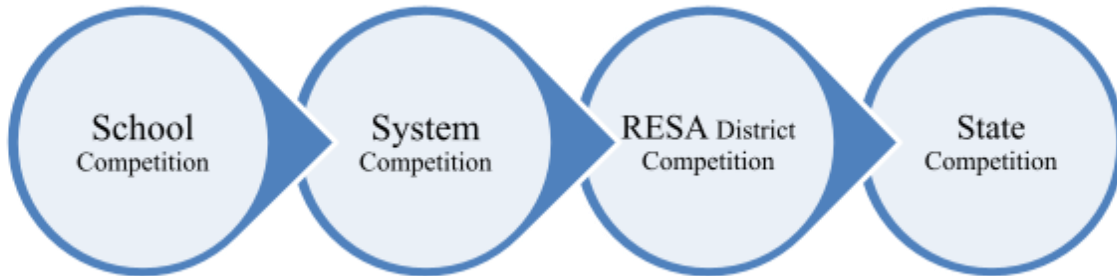 School
Competition
System
Competition
RESA District
Competition
State
Competition